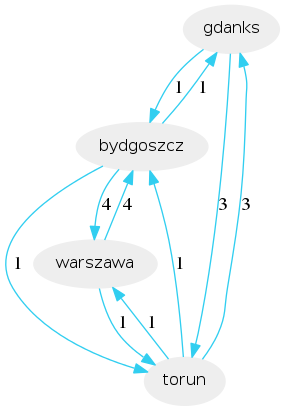 gdanks
1 1
bydgoszcz
4 4 3 3
warszawa
1 1
1 1
torun